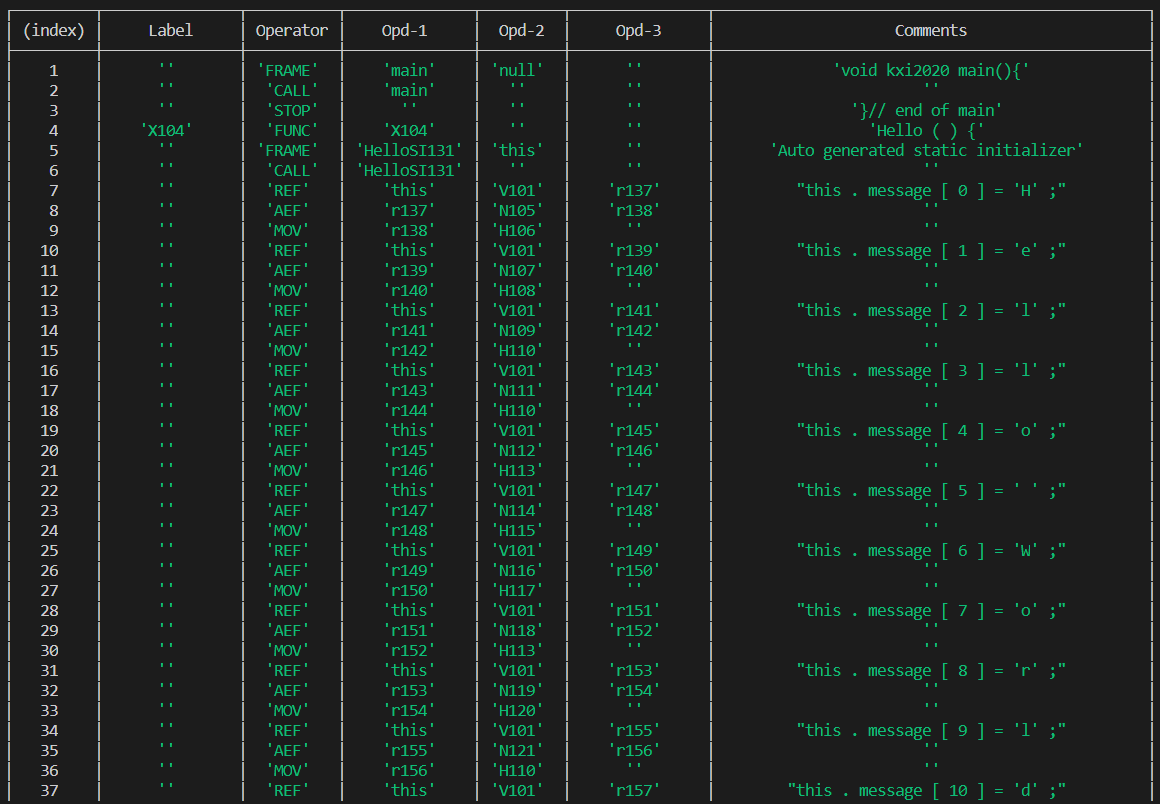 (index) Label Operator Opd-1 Opd-2 Opd-3 Comments
1 '' 'FRAME' 'main' 'null' '' 'void kxi2020 main(){'
2 '' 'CALL' 'main' '' '' ''
3 '' 'STOP' '' '' '' '}// end of main'
4 'X104' 'FUNC' 'X104' '' '' 'Hello ( ) {'
5 '' 'FRAME' 'HelloSI131' 'this' '' 'Auto generated static initializer'
6 '' 'CALL' 'HelloSI131' '' '' ''
7 '' 'REF' 'this' 'V101' 'r137' "this . message [ 0 ] = 'H' ;"
8 '' 'AEF' 'r137' 'N105' 'r138' ''
9 '' 'MOV' 'r138' 'H106' '' ''
10 '' 'REF' 'this' 'V101' 'r139' "this . message [ 1 ] = 'e' ;"
11 '' 'AEF' 'r139' 'N107' 'r140' ''
12 '' 'MOV' 'r140' 'H108' '' ''
13 '' 'REF' 'this' 'V101' 'r141' "this . message [ 2 ] = 'l' ;"
14 '' 'AEF' 'r141' 'N109' 'r142' ''
15 '' 'MOV' 'r142' 'H110' '' ''
16 '' 'REF' 'this' 'V101' 'r143' "this . message [ 3 ] = 'l' ;"
17 '' 'AEF' 'r143' 'N111' 'r144' ''
18 '' 'MOV' 'r144' 'H110' '' ''
19 '' 'REF' 'this' 'V101' 'r145' "this . message [ 4 ] = 'o' ;"
20 '' 'AEF' 'r145' 'N112' 'r146' ''
21 '' 'MOV' 'r146' 'H113' '' ''
22 '' 'REF' 'this' 'V101' 'r147' "this . message [ 5 ] = ' ' ;"
23 '' 'AEF' 'r147' 'N114' 'r148' ''
24 '' 'MOV' 'r148' 'H115' '' ''
25 '' 'REF' 'this' 'V101' 'r149' "this . message [ 6 ] = 'W' ;"
26 '' 'AEF' 'r149' 'N116' 'r150' ''
27 '' 'MOV' 'r150' 'H117' '' ''
28 '' 'REF' 'this' 'V101' 'r151' "this . message [ 7 ] = 'o' ;"
29 '' 'AEF' 'r151' 'N118' 'r152' ''
30 '' 'MOV' 'r152' 'H113' '' ''
31 '' 'REF' 'this' 'V101' 'r153' "this . message [ 8 ] = 'r' ;"
32 '' 'AEF' 'r153' 'N119' 'r154' ''
33 '' 'MOV' 'r154' 'H120' '' ''
34 '' 'REF' 'this' 'V101' 'r155' "this . message [ 9 ] = 'l' ;"
35 '' 'AEF' 'r155' 'N121' 'r156' ''
36 '' 'MOV' 'r156' 'H110' '' ''
37 '' 'REF' 'this' 'V101' 'r157' "this . message [ 10 ] = 'd' ;"